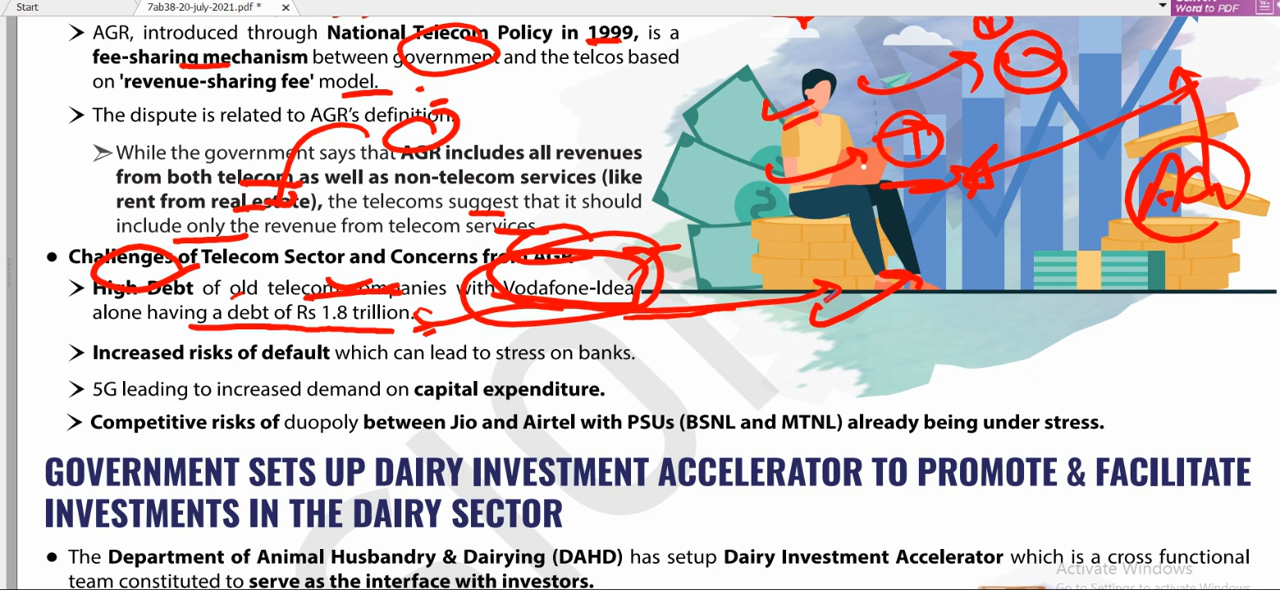 Start
7ab38-20-july-2021.pdf *
Word to PDF
➢ AGR, introduced through National Telecom Policy in 1999, is a
fee-sharing mechanism between government and the telcos based
on 'revenue-sharing fee' model.
➢ The dispute is related to AGR's definition.
➢ While the government says that AGR includes all revenues
from both telecom as well as non-telecom services (like
rent from real estate), the telecoms suggest that it should
include only the revenue from telecom services.
● Challenges of Telecom Sector and Concerns from AGR
➢ High Debt of old telecom companies with Vodafone-Idea
alone having a debt of Rs 1.8 trillion.
➢ Increased risks of default which can lead to stress on banks.
➢ 5G leading to increased demand on capital expenditure.
➢ Competitive risks of duopoly between Jio and Airtel with PSUs (BSNL and MTNL) already being under stress.
GOVERNMENT SETS UP DAIRY INVESTMENT ACCELERATOR TO PROMOTE & FACILITATE
INVESTMENTS IN THE DAIRY SECTOR
● The Department of Animal Husbandry & Dairying (DAHD) has setup Dairy Investment Accelerator which is a cross functional
team constituted to serve as the interface with investors.
Activate Windows
Go to Settings to activate Windows